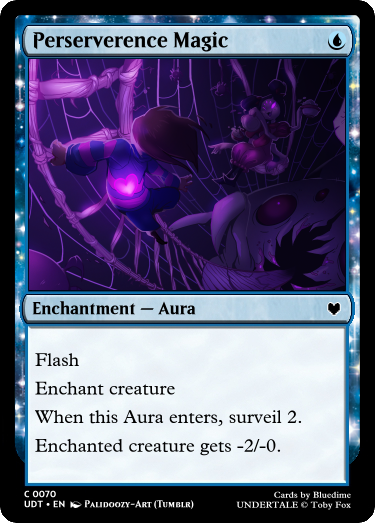 Perserverence Magic
Enchantment — Aura
Flash
Enchant creature
When this Aura enters, surveil 2.
Enchanted creature gets -2/-0.
C 0070
Cards by Bluedime
UDT • EN Palidoozy-Art (Tumblr)
UNDERTALE © Toby Fox